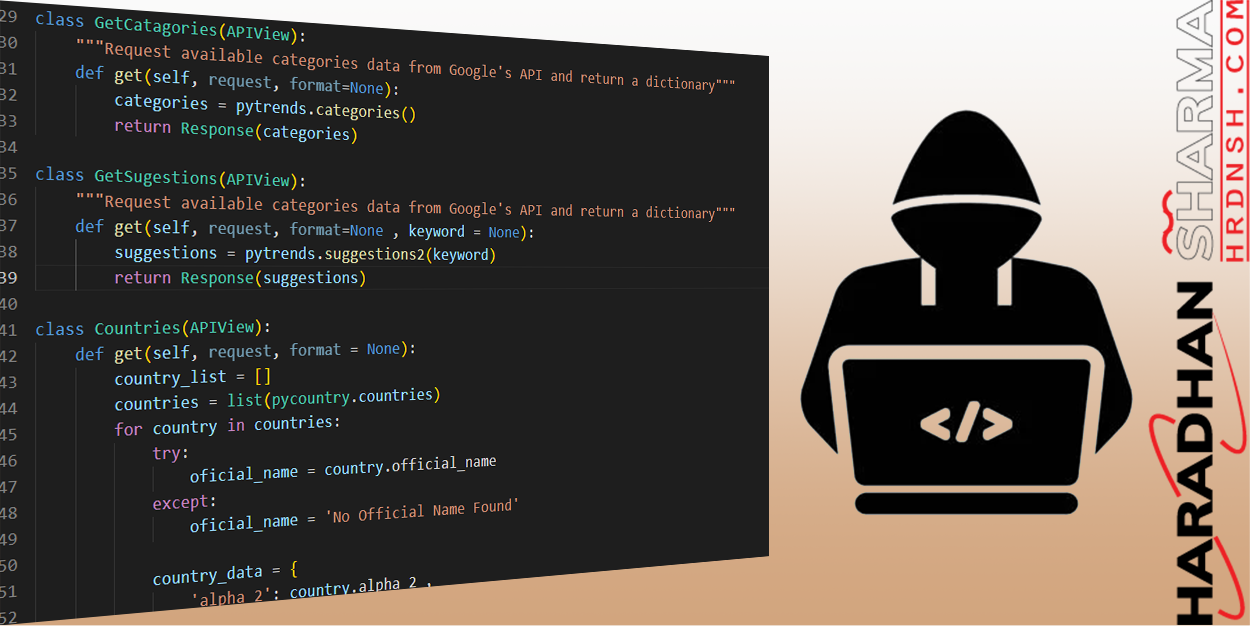 29 class GetCatagories(APIView):
30 """Request available categories data from Google's API and return a dictionary"""
31 def get(self, request, format=None):
32 categories = pytrends.categories()
33 return Response(categories)
34
35 class GetSugestions(APIView):
36 """Request available categories data from Google's API and return a dictionary"""
37 def get(self, request, format=None , keyword = None):
38 suggestions = pytrends.suggestions2(keyword)
39 return Response(suggestions)
40
41 class Countries(APIView):
42 def get(self, request, format = None):
43 country_list = []
44 countries = list(pycountry.countries)
45 for country in countries:
46 try:
47 oficial_name = country.official_name
48 except:
49 oficial_name = 'No Official Name Found'
50
51 country_data = {
52 'alpha_2': country.alpha_2 ,
</>
HARADHAN SHARMA
HRDNSH.COM